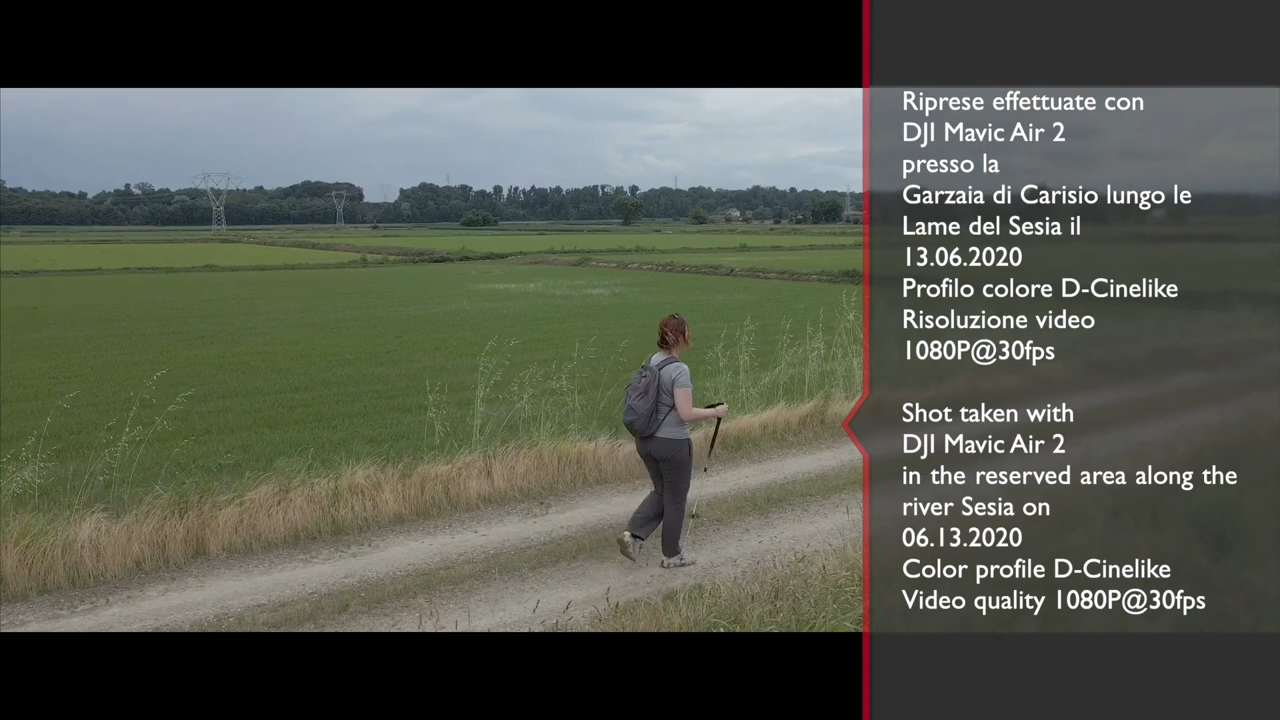 Riprese effettuate con
DJI Mavic Air 2
presso la
Garzaia di Carisio lungo le
Lame del Sesia il
13.06.2020
Profilo colore D-Cinelike
Risoluzione video
1080P@30fps
Shot taken with
DJI Mavic Air 2
in the reserved area along the
river Sesia on
06.13.2020
Color profile D-Cinelike
Video quality 1080P@30fps